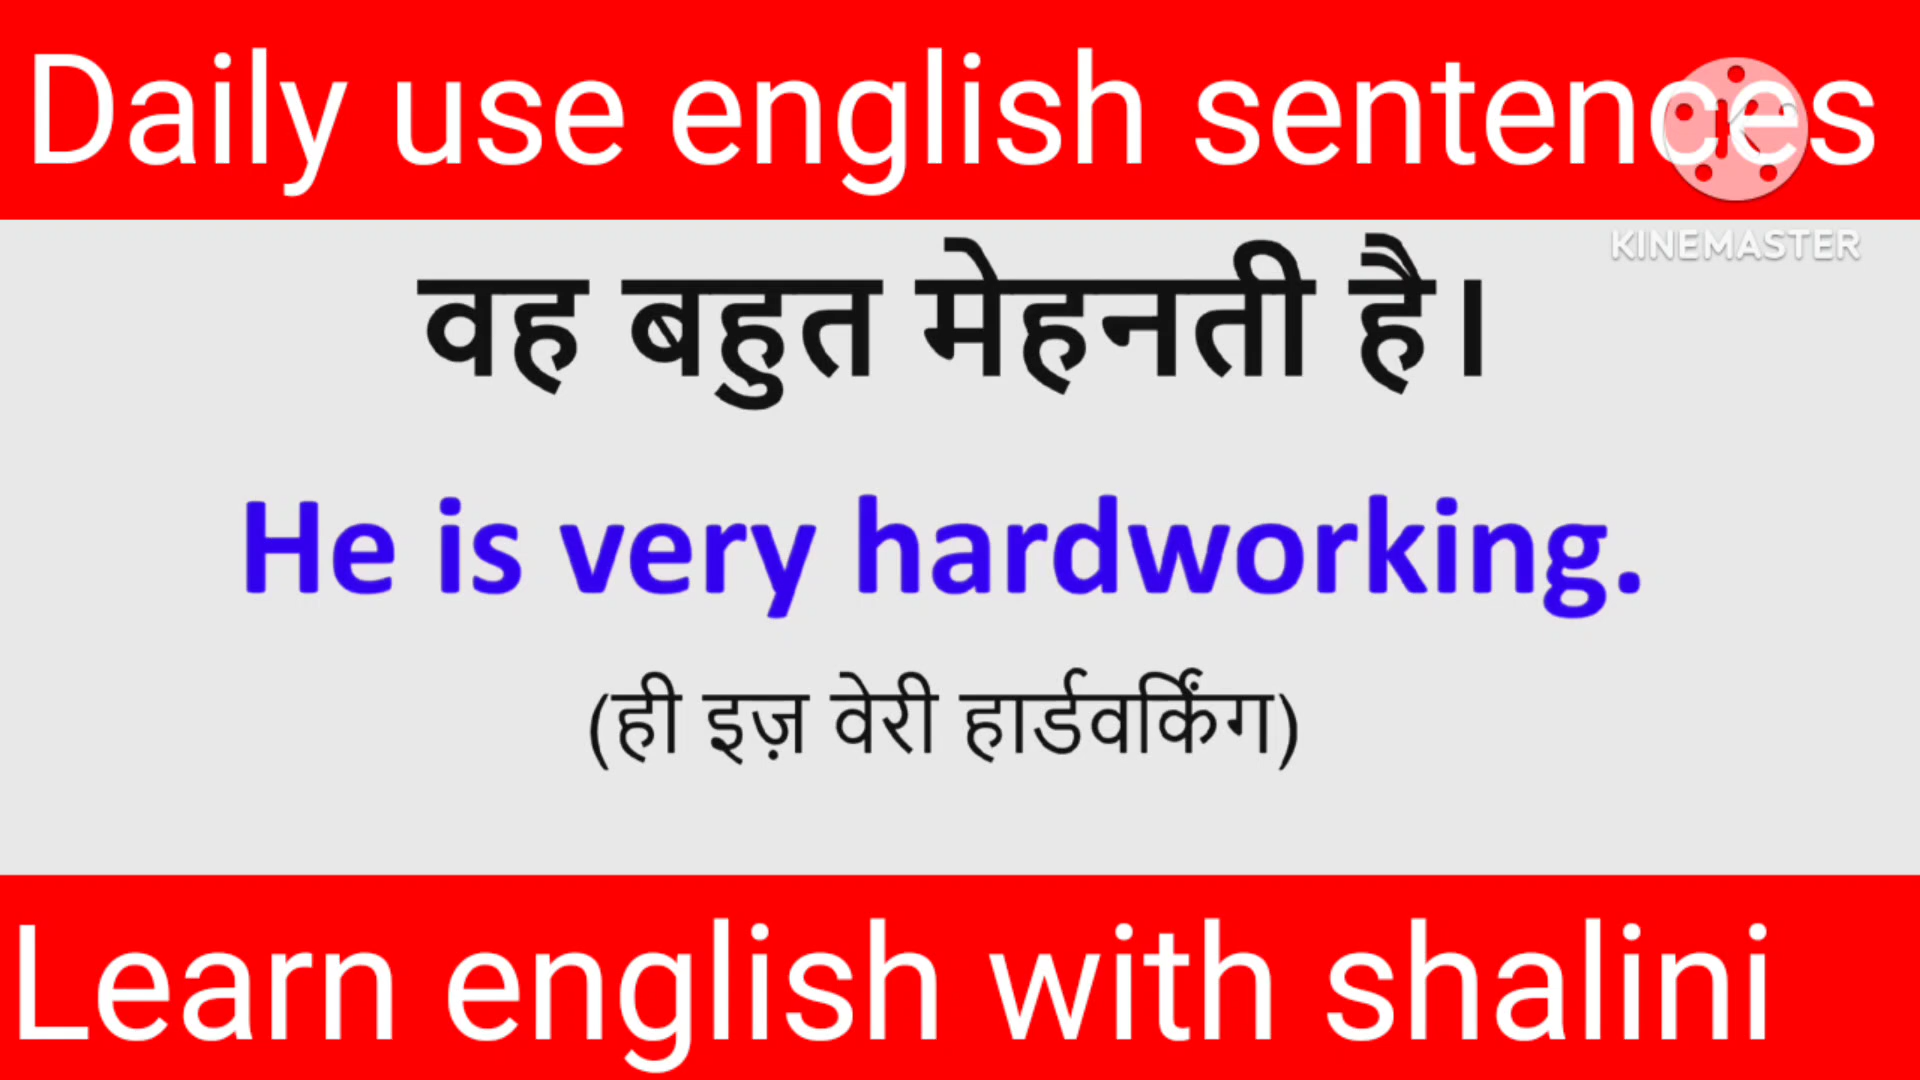 Daily use english sentences
KINEMASTER
वह बहुत मेहनती है।
He is very hardworking.
(ही इज़ वेरी हार्डवर्किंग)
Learn english with shalini